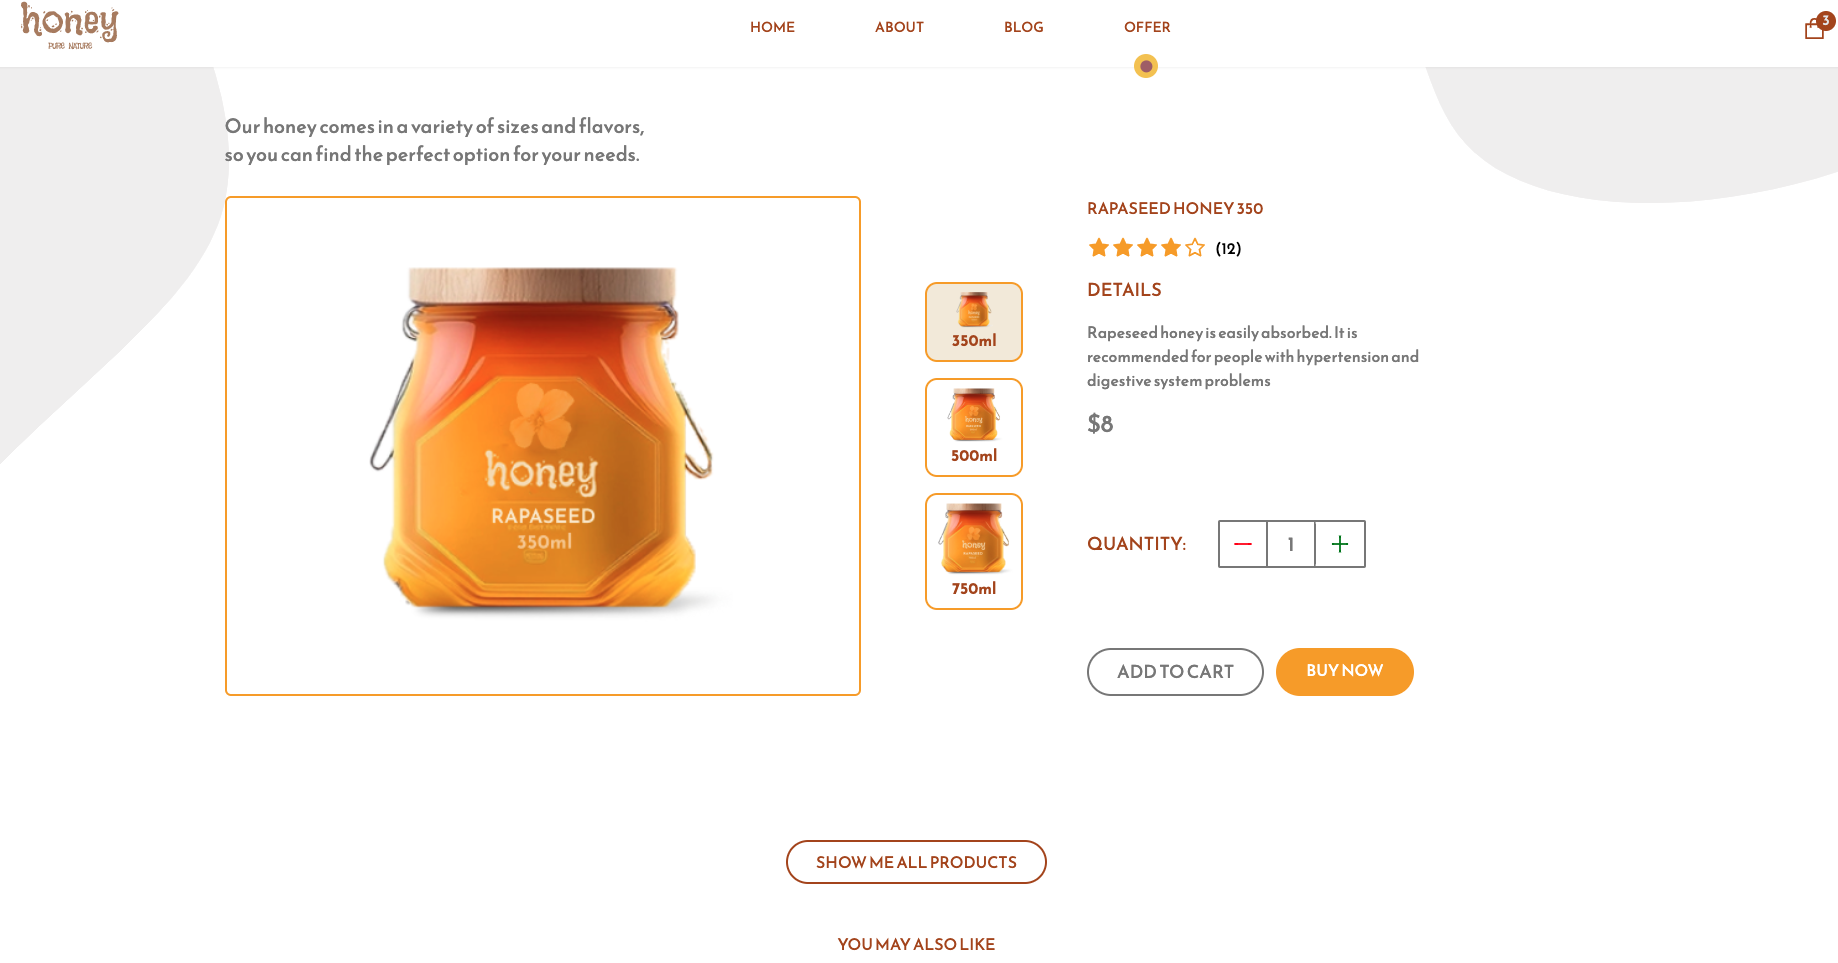 honey
PURE NATURE
HOME
ABOUT
BLOG
OFFER
3
Our honey comes in a variety of sizes and flavors,
so you can find the perfect option for your needs.
honey
RAPASEED
350ml
350ml
500ml
750ml
RAPASEED HONEY 350
(12)
DETAILS
Rapeseed honey is easily absorbed. It is
recommended for people with hypertension and
digestive system problems
$8
QUANTITY:
1
ADD TO CART
BUY NOW
SHOW ME ALL PRODUCTS
YOU MAY ALSO LIKE